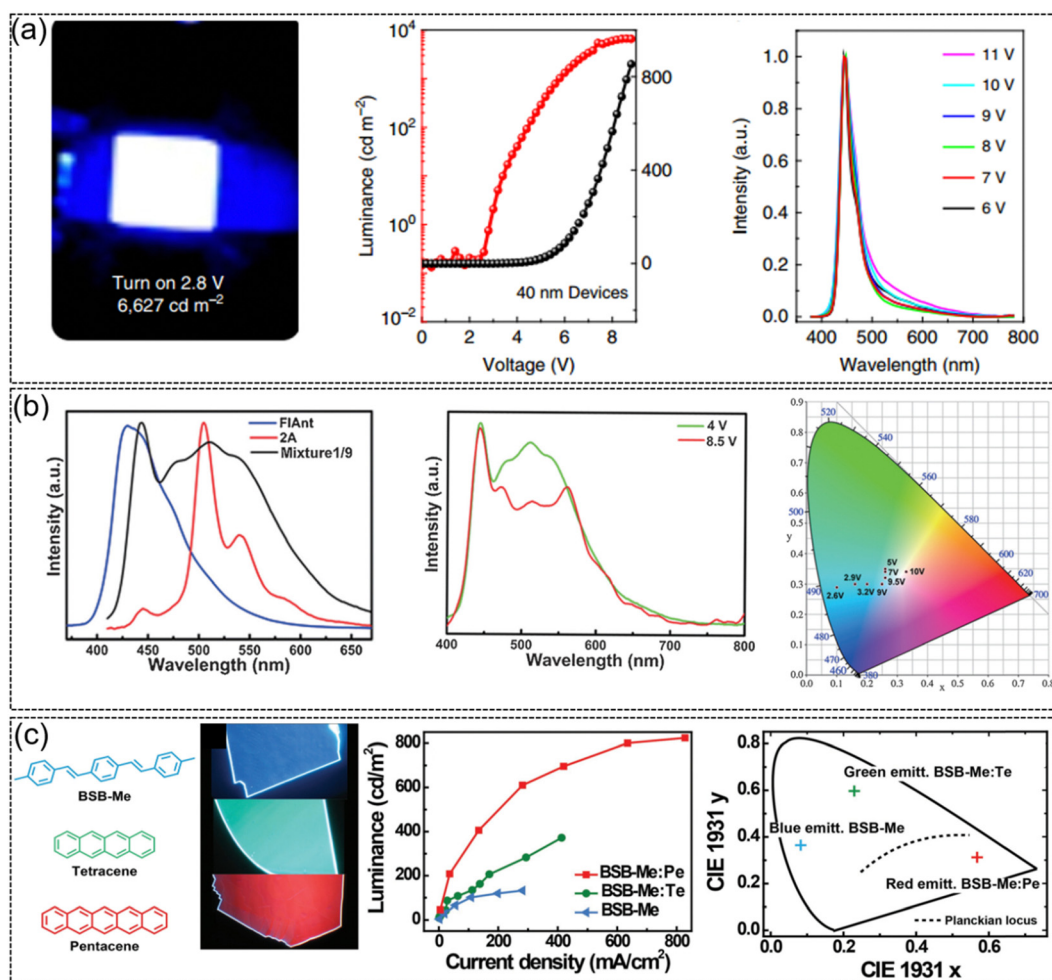 (a)
Turn on 2.8 V
6,627 cd m⁻²
Luminance (cd m⁻²)
10⁴
10²
10⁰
10⁻²
800
400
0
40 nm Devices
0 2 4 6 8
Voltage (V)
Intensity (a.u.)
1.0
0.8
0.6
0.4
0.2
0.0
11 V
10 V
9 V
8 V
7 V
6 V
400 500 600 700 800
Wavelength (nm)
(b)
Intensity (a.u.)
FlAnt
2A
Mixture1/9
400 450 500 550 600 650
Wavelength (nm)
Intensity (a.u.)
4 V
8.5 V
400 500 600 700 800
Wavelength (nm)
0.9
0.8
0.7
0.6
0.5
0.5
y
0.4
0.3
0.2
0.1
0.0
520
540
560
580
600
620
700
500
490
480
470
460
380
2.6V
2.9V
3.2V
5V
7V
9.5V
9V
10V
0.0 0.1 0.2 0.3 0.4 0.5 0.6 0.7 0.8
x
(c)
BSB-Me
Tetracene
Pentacene
Luminance (cd/m²)
800
600
400
200
0
BSB-Me:Pe
BSB-Me:Te
BSB-Me
0 200 400 600 800
Current density (mA/cm²)
CIE 1931 y
0.8
0.6
0.4
0.2
0.0
Green emitt. BSB-Me:Te
Blue emitt. BSB-Me
Red emitt. BSB-Me:Pe
Planckian locus
0.2 0.4 0.6
CIE 1931 x